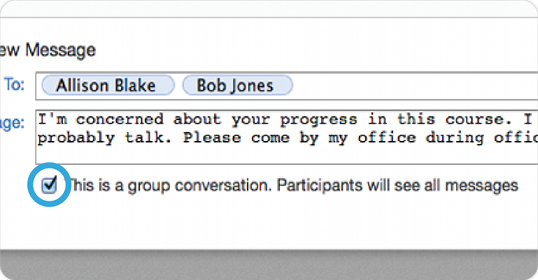 ew Message
To: Allison Blake Bob Jones
age: I'm concerned about your progress in this course. I
probably talk. Please come by my office during offic
This is a group conversation. Participants will see all messages